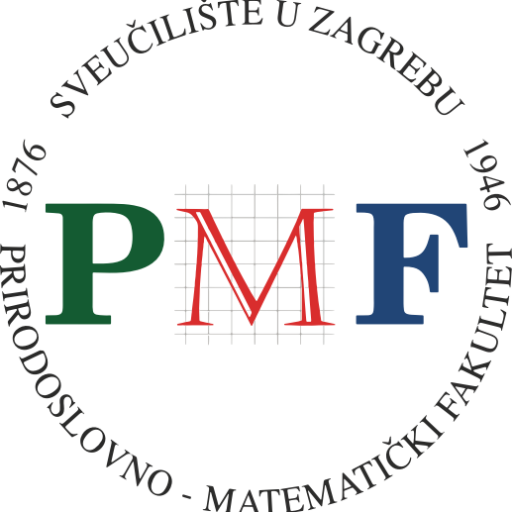 SVEUČILIŠTE U ZAGREBU
1876
1946
PMF
PRIRODOSLOVNO - MATEMATIČKI FAKULTET